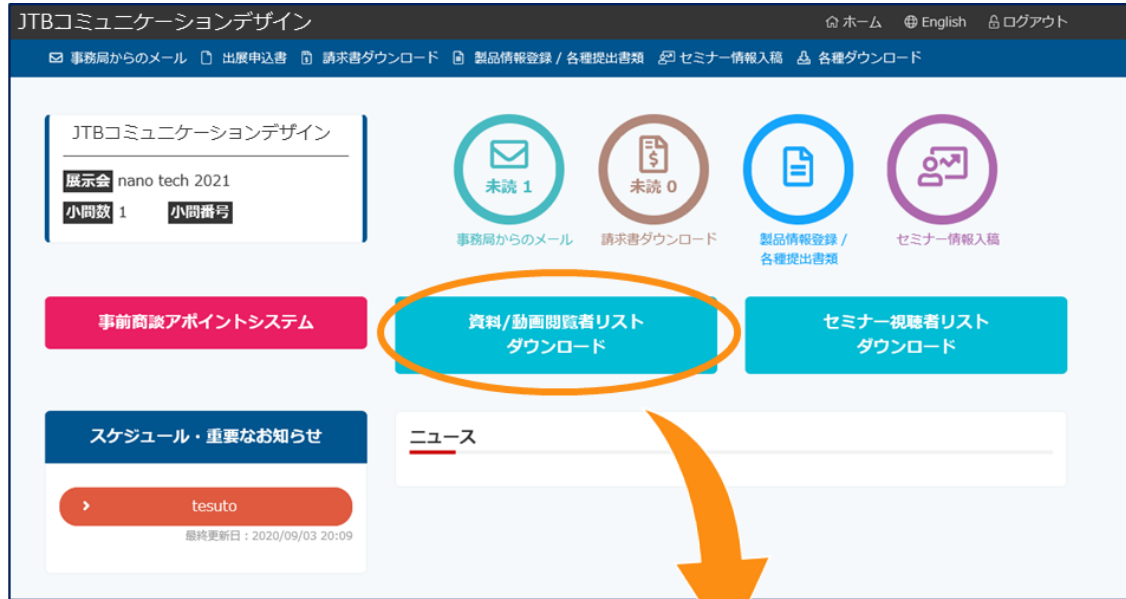 JTBコミュニケーションデザイン
ホーム English ログアウト
事務局からのメール 出展申込書 請求書ダウンロード 製品情報登録 / 各種提出書類 セミナー情報入稿 各種ダウンロード
JTBコミュニケーションデザイン
展示会 nano tech 2021
小間数 1 小間番号
未読 1
事務局からのメール
$
未読 0
請求書ダウンロード
製品情報登録 /
各種提出書類
セミナー情報入稿
事前商談アポイントシステム
資料/動画閲覧者リスト
ダウンロード
セミナー視聴者リスト
ダウンロード
スケジュール・重要なお知らせ
tesuto
最終更新日：2020/09/03 20:09
ニュース